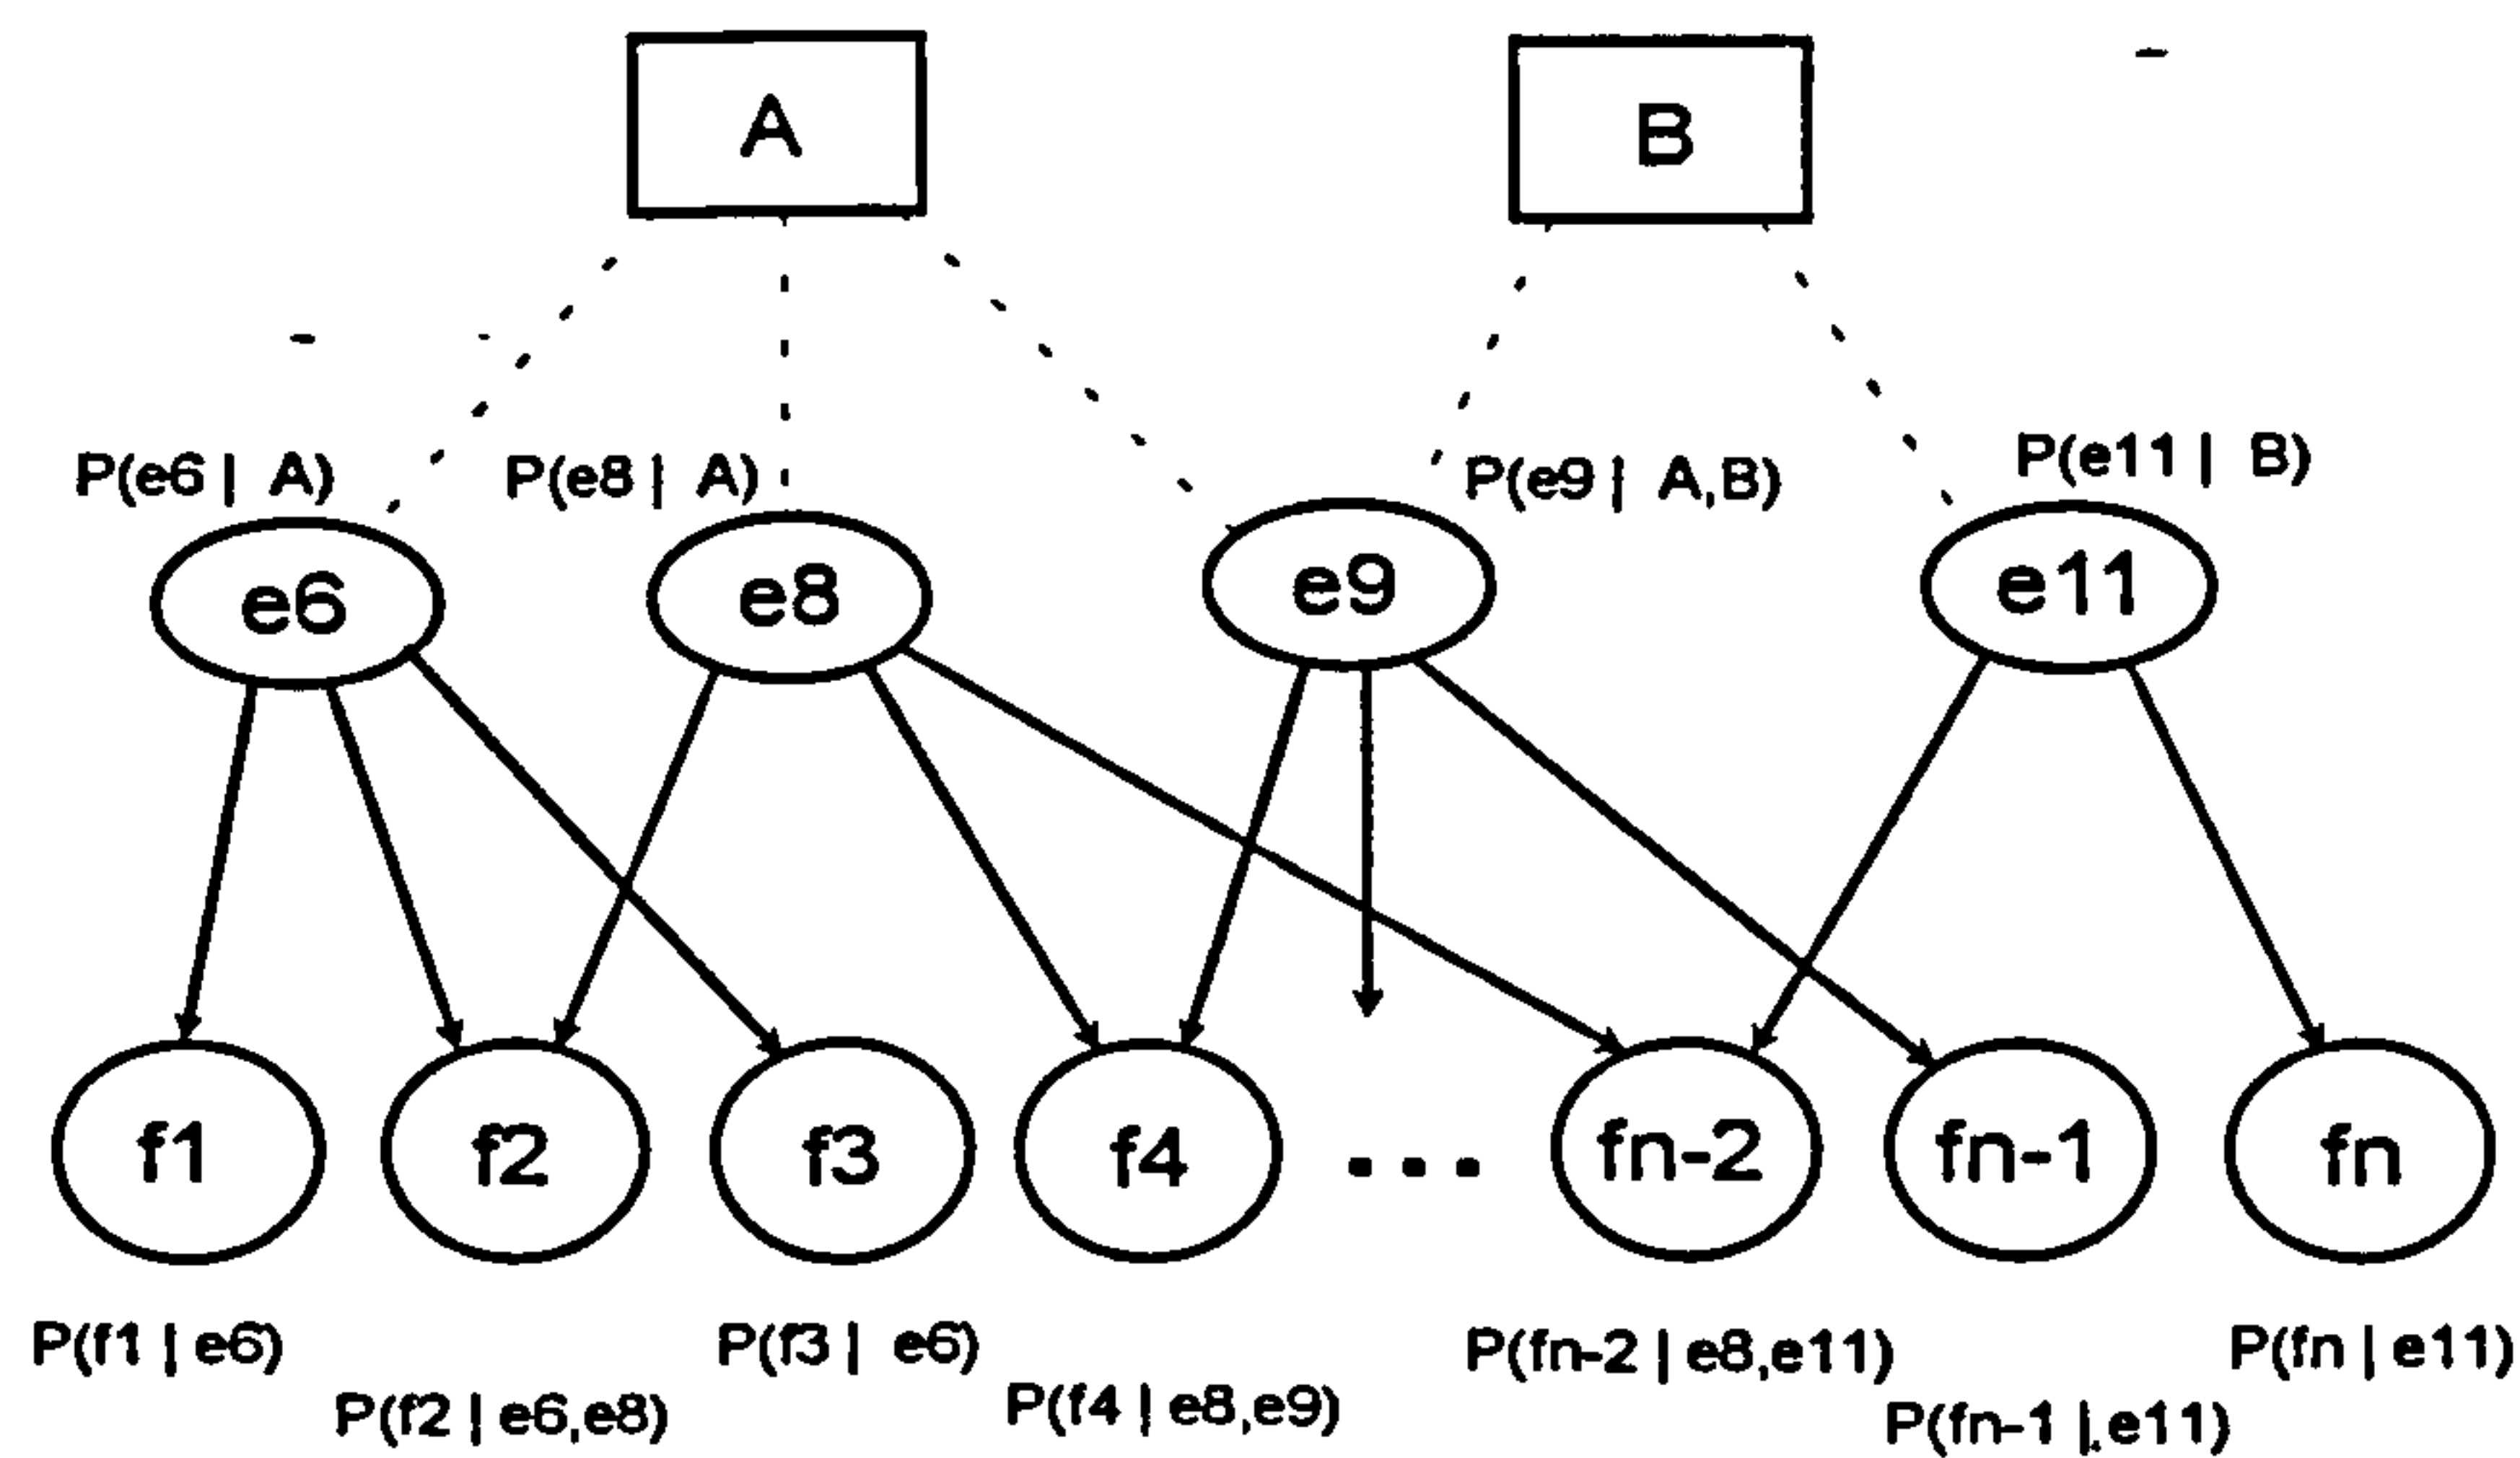 A
B
P(e6 | A)
P(e8 | A)
P(e9 | A,B)
P(e11 | B)
e6
e8
e9
e11
f1
f2
f3
f4
...
fn-2
fn-1
fn
P(f1 | e6)
P(f2 | e6,e8)
P(f3 | e6)
P(f4 | e8,e9)
P(fn-2 | e8,e11)
P(fn-1 | e11)
P(fn | e11)